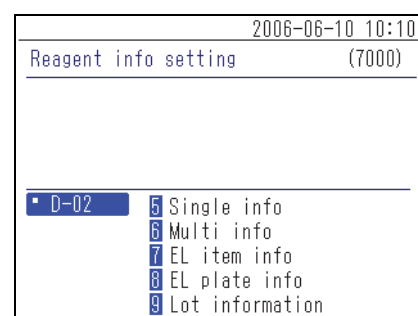 2006-06-10 10:10
Reagent info setting (7000)
▪ D-02 5 Single info
6 Multi info
7 EL item info
8 EL plate info
9 Lot information